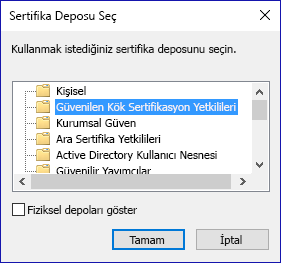 Sertifika Deposu Seç
Kullanmak istediğiniz sertifika deposunu seçin.
Kişisel
Güvenilen Kök Sertifikasyon Yetkilileri
Kurumsal Güven
Ara Sertifika Yetkilileri
Active Directory Kullanıcı Nesnesi
Güvenilir Yayımcılar
Fiziksel depoları göster
Tamam
İptal